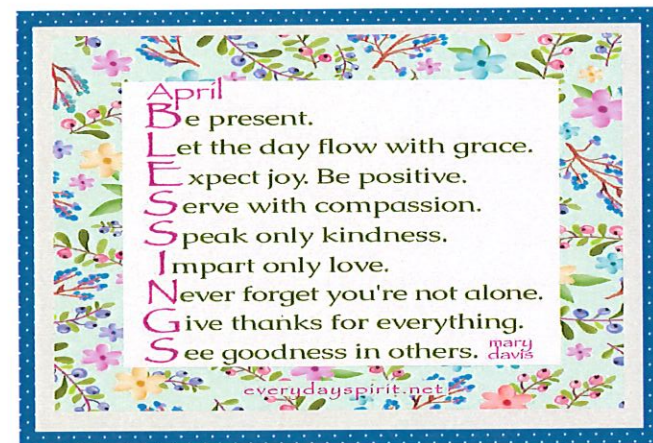 April
Be present.
Let the day flow with grace.
Expect joy. Be positive.
Serve with compassion.
Speak only kindness.
Impart only love.
Never forget you're not alone.
Give thanks for everything.
See goodness in others. mary davis
everydayspirit.net